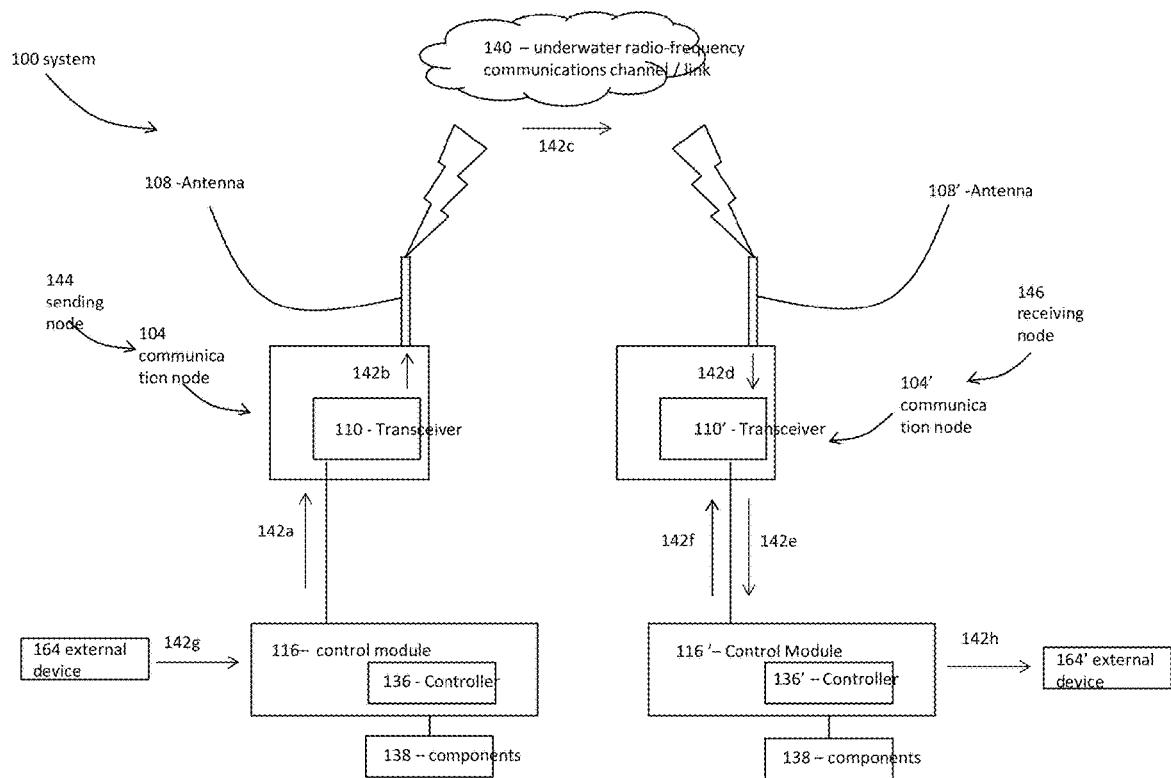 140 – underwater radio-frequency
communications channel / link
100 system
142c
108 -Antenna
108' -Antenna
144
sending
node
146
receiving
node
104
communica
tion node
104'
communica
tion node
142b
142d
110 - Transceiver
110' - Transceiver
142a
142f
142e
164 external
device
142g
116-- control module
136 - Controller
138 -- components
116 '– Control Module
136' -- Controller
138 -- components
142h
164' external
device